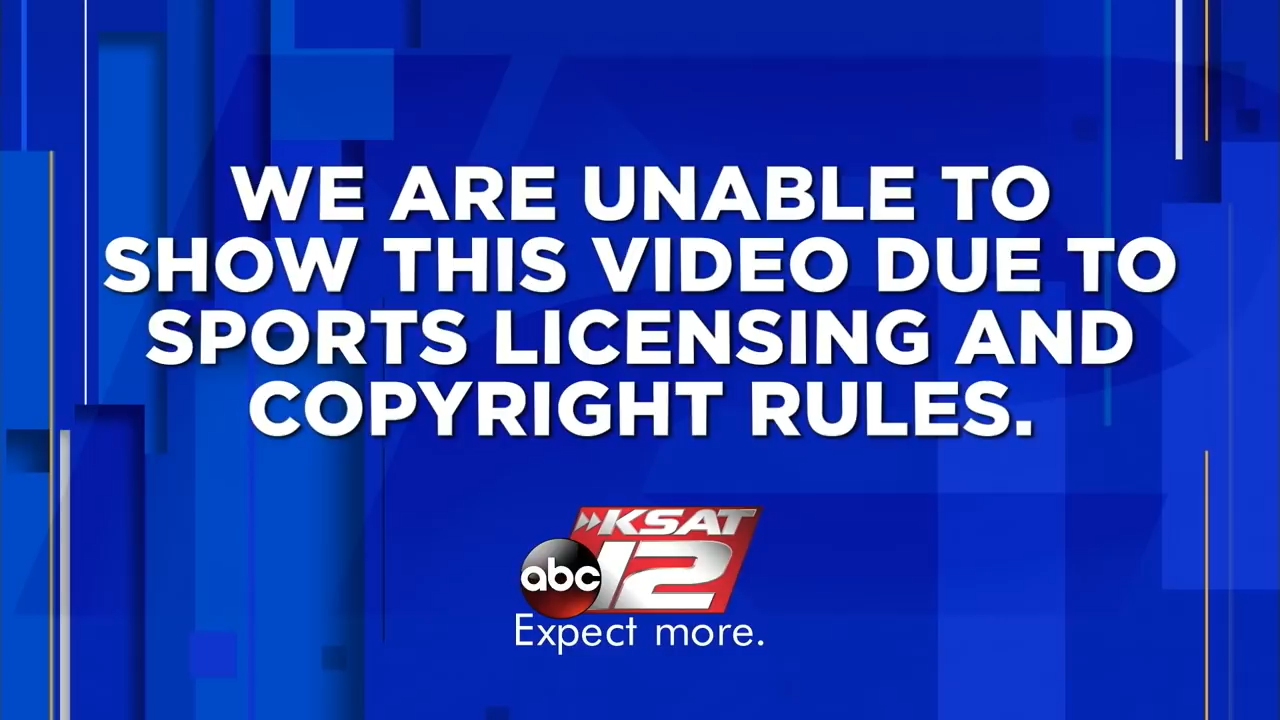 WE ARE UNABLE TO
SHOW THIS VIDEO DUE TO
SPORTS LICENSING AND
COPYRIGHT RULES.
KSAT
abc 12
Expect more.